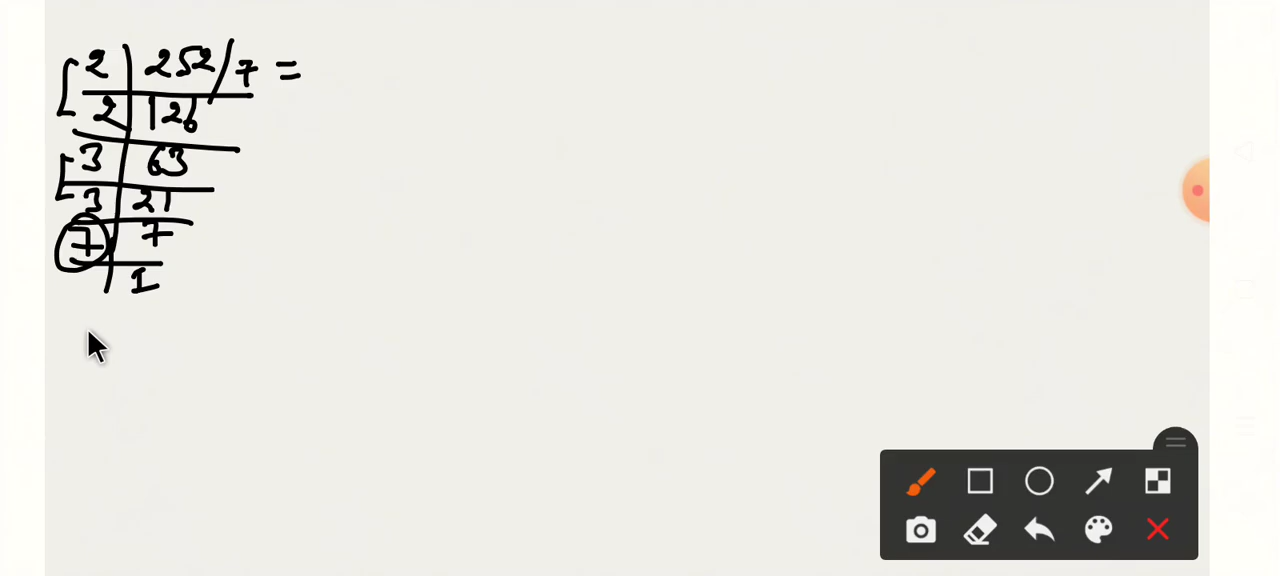 2 | 252/7 =
2 | 126
3 | 63
3 | 21
7 | 7
| 1